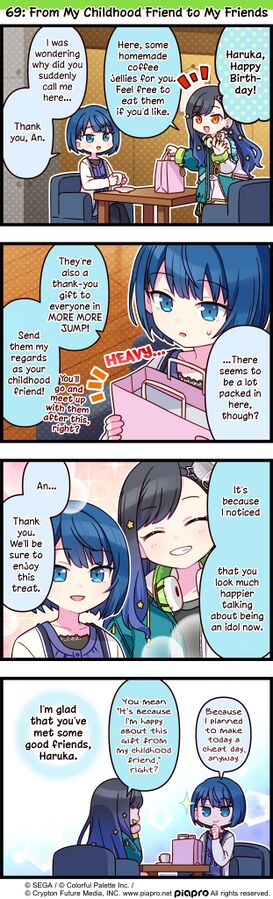 69: From My Childhood Friend to My Friends
I was
wondering
why did you
suddenly
call me
here...
Thank
you, An.
Here, some
homemade
coffee
jellies for you.
Feel free to
eat them
if you'd like.
Haruka,
Happy
Birth-
day!
They're
also a
thank-you
gift to
everyone in
MORE MORE
JUMP!
Send
them my
regards
as your
childhood
friend!
You'll
go and
meet up
with them
after this,
right?
HEAVY...
...There
seems to
be a lot
packed in
here,
though?
An...
Thank
you.
We'll be
sure to
enjoy
this
treat.
It's
because
I noticed
that you
look much
happier
talking
about being
an idol now.
I'm glad
that you've
met some
good friends,
Haruka.
You mean
"It's because
I'm happy
about this
gift from
my childhood
friend,"
right?
Because
I planned
to make
today a
cheat day,
anyway.
© SEGA / © Colorful Palette Inc. /
© Crypton Future Media, INC. www.piapro.net piapro All rights reserved.